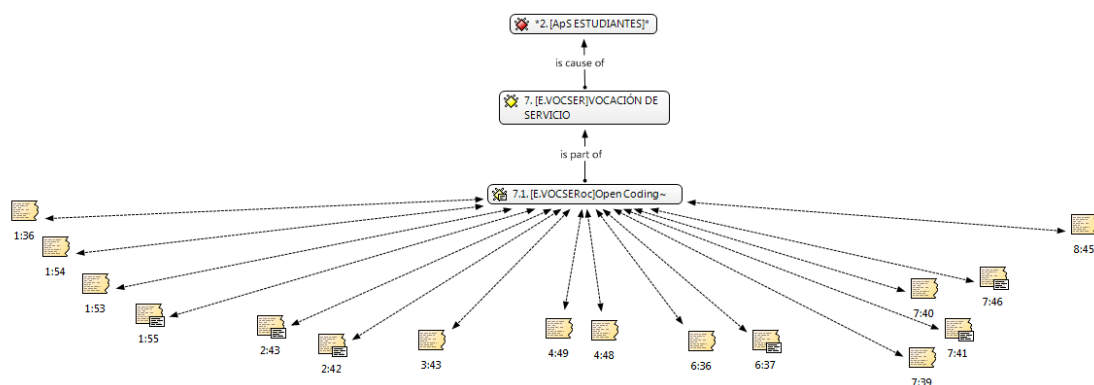 *2. [ApS ESTUDIANTES]*
is cause of
7. [E.VOCSER]VOCACIÓN DE
SERVICIO
is part of
7.1. [E.VOCSERoc]Open Coding~
1:36
1:54
1:53
1:55
2:43
2:42
3:43
4:49
4:48
6:36
6:37
7:39
7:41
7:40
7:46
8:45